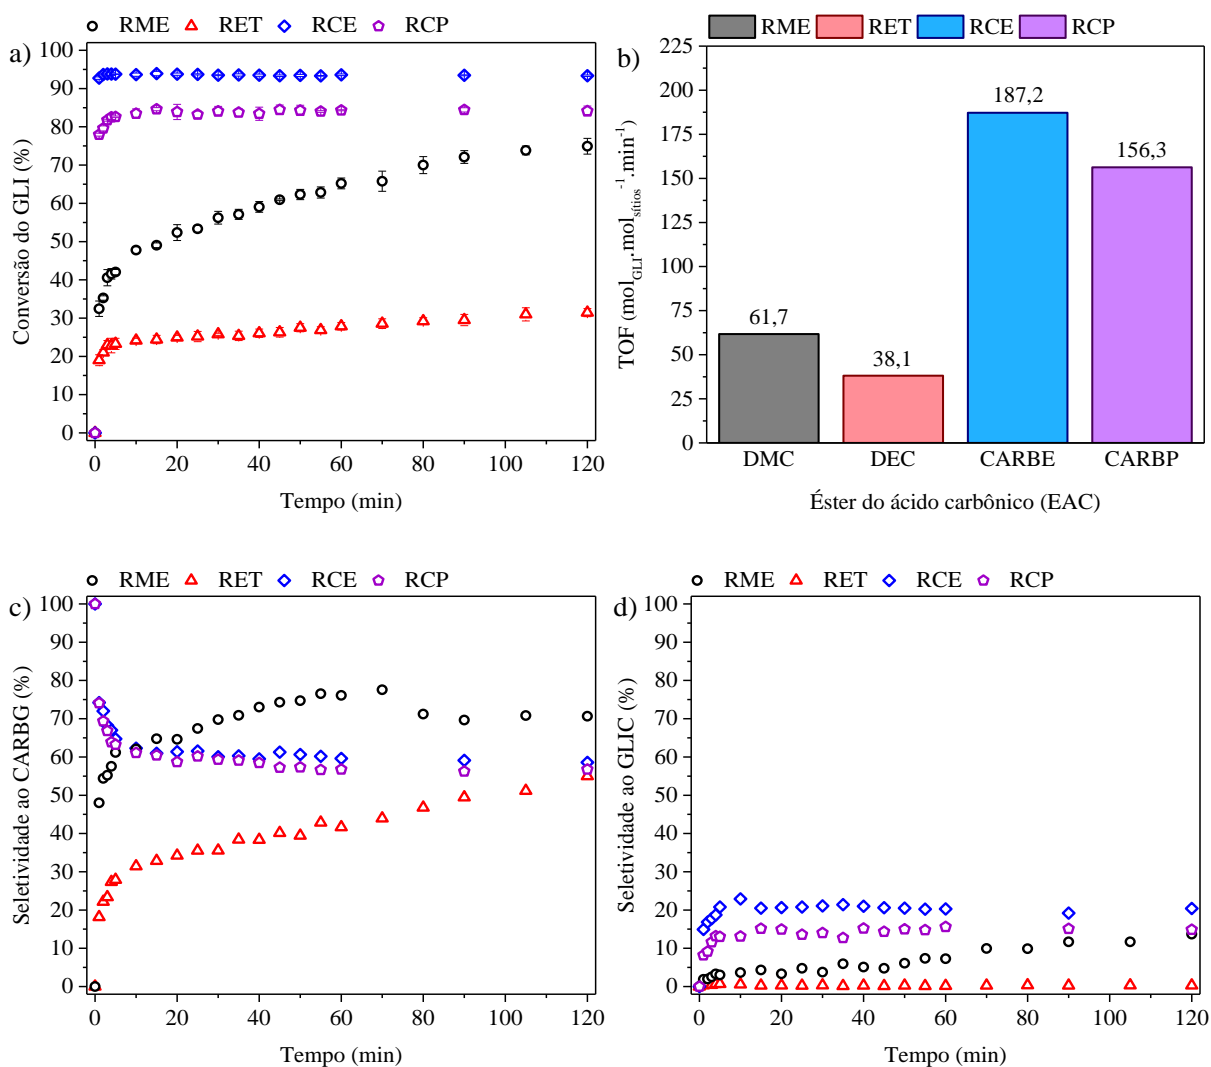 RME RET RCE RCP
a)
100
90
80
70
60
50
40
30
20
10
0
Conversão do GLI (%)
0 20 40 60 80 100 120
Tempo (min)
RME RET RCE RCP
b)
225
200
175
150
125
100
75
50
25
0
TOF (mol_GLI.mol_sítios^-1.min^-1)
61,7
38,1
187,2
156,3
DMC DEC CARBE CARBP
Éster do ácido carbônico (EAC)
RME RET RCE RCP
c)
100
90
80
70
60
50
40
30
20
10
0
Seletividade ao CARBG (%)
0 20 40 60 80 100 120
Tempo (min)
RME RET RCE RCP
d)
100
90
80
70
60
50
40
30
20
10
0
Seletividade ao GLIC (%)
0 20 40 60 80 100 120
Tempo (min)